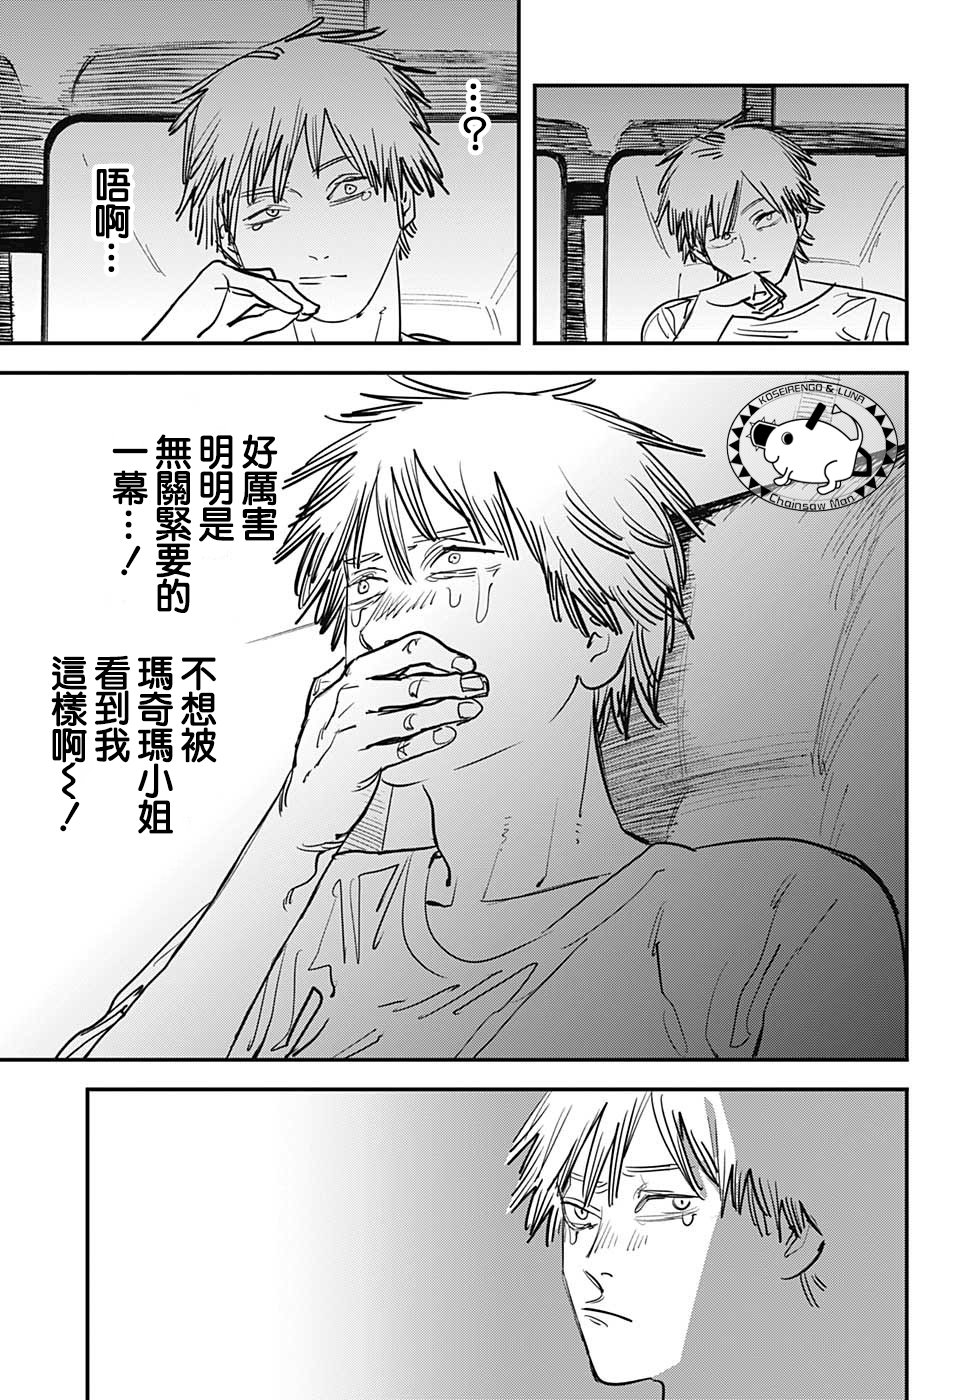 …？
唔啊…
好厲害
明明是
無關緊要的
一幕…！
不想被
瑪奇瑪小姐
看到我
這樣啊～！
KOSEIRENGO & LUNA
Chainsaw Man